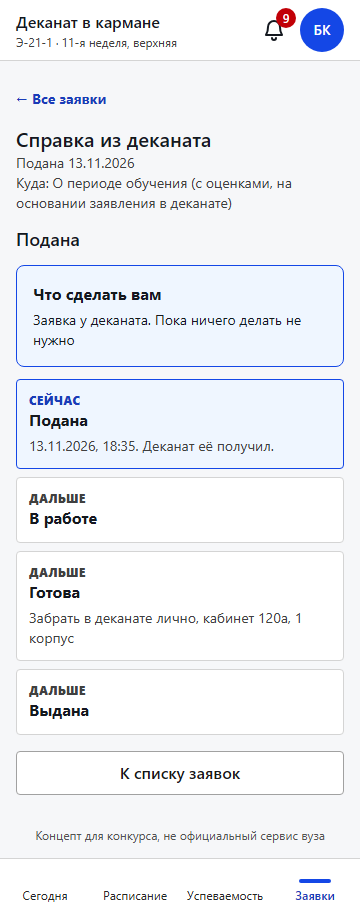 Деканат в кармане
Э-21-1 · 11-я неделя, верхняя
9
БК
← Все заявки
Справка из деканата
Подана 13.11.2026
Куда: О периоде обучения (с оценками, на
основании заявления в деканате)
Подана
Что сделать вам
Заявка у деканата. Пока ничего делать не
нужно
СЕЙЧАС
Подана
13.11.2026, 18:35. Деканат её получил.
ДАЛЬШЕ
В работе
ДАЛЬШЕ
Готова
Забрать в деканате лично, кабинет 120а, 1
корпус
ДАЛЬШЕ
Выдана
К списку заявок
Концепт для конкурса, не официальный сервис вуза
Сегодня
Расписание
Успеваемость
Заявки